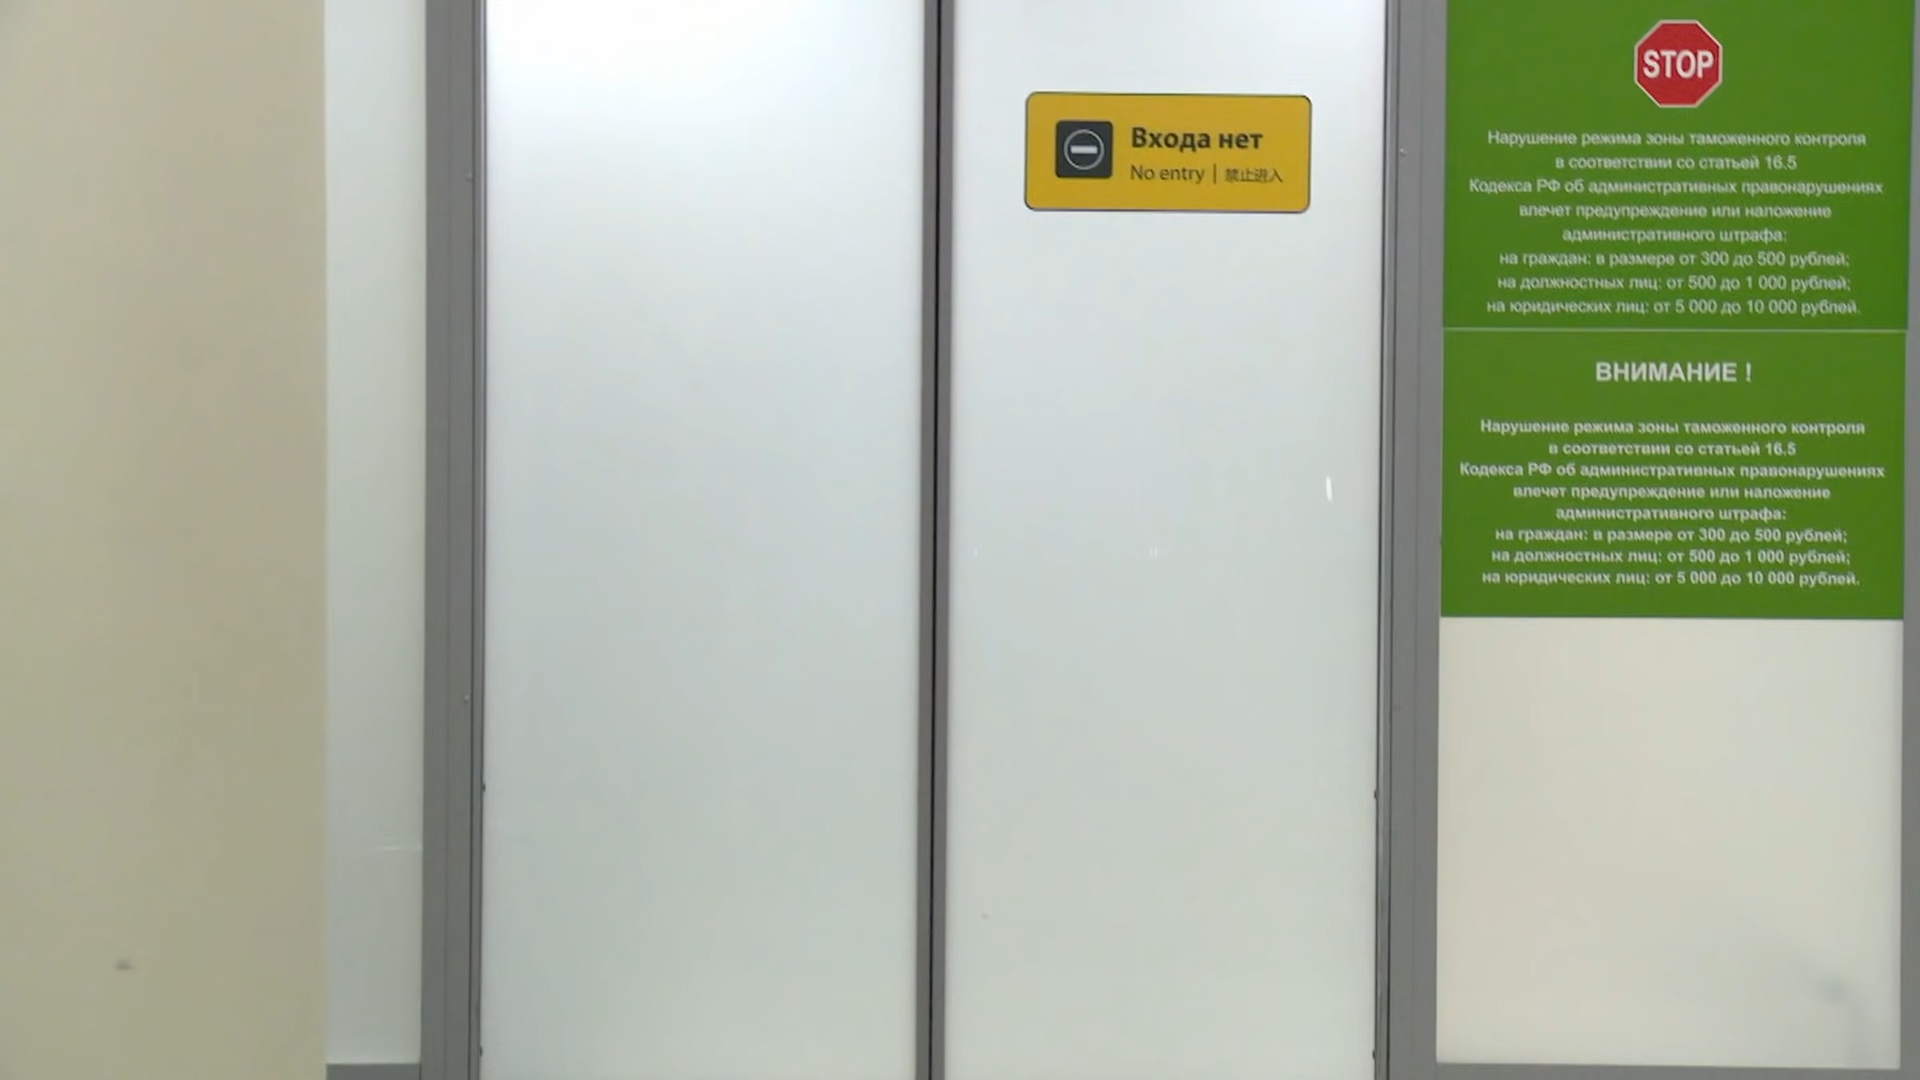 Входа нет
No entry | 禁止进入
STOP
Нарушение режима зоны таможенного контроля
в соответствии со статьей 16.5
Кодекса РФ об административных правонарушениях
влечет предупреждение или наложение
административного штрафа:
на граждан: в размере от 300 до 500 рублей;
на должностных лиц: от 500 до 1 000 рублей;
на юридических лиц: от 5 000 до 10 000 рублей.
ВНИМАНИЕ !
Нарушение режима зоны таможенного контроля
в соответствии со статьей 16.5
Кодекса РФ об административных правонарушениях
влечет предупреждение или наложение
административного штрафа:
на граждан: в размере от 300 до 500 рублей;
на должностных лиц: от 500 до 1 000 рублей;
на юридических лиц: от 5 000 до 10 000 рублей.